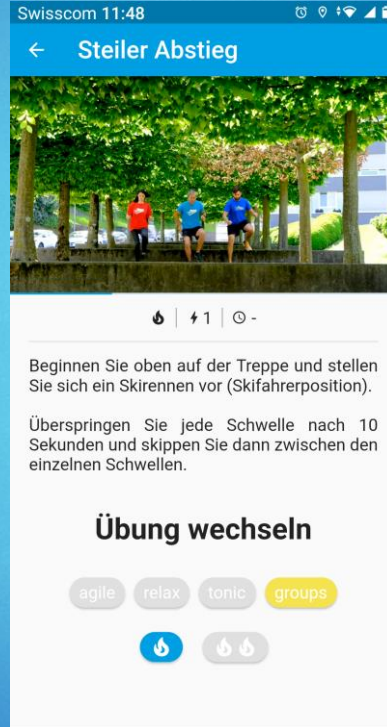 Swisscom 11:48
Steiler Abstieg
1
-
Beginnen Sie oben auf der Treppe und stellen
Sie sich ein Skirennen vor (Skifahrerposition).
Überspringen Sie jede Schwelle nach 10
Sekunden und skippen Sie dann zwischen den
einzelnen Schwellen.
Übung wechseln
agile relax tonic groups